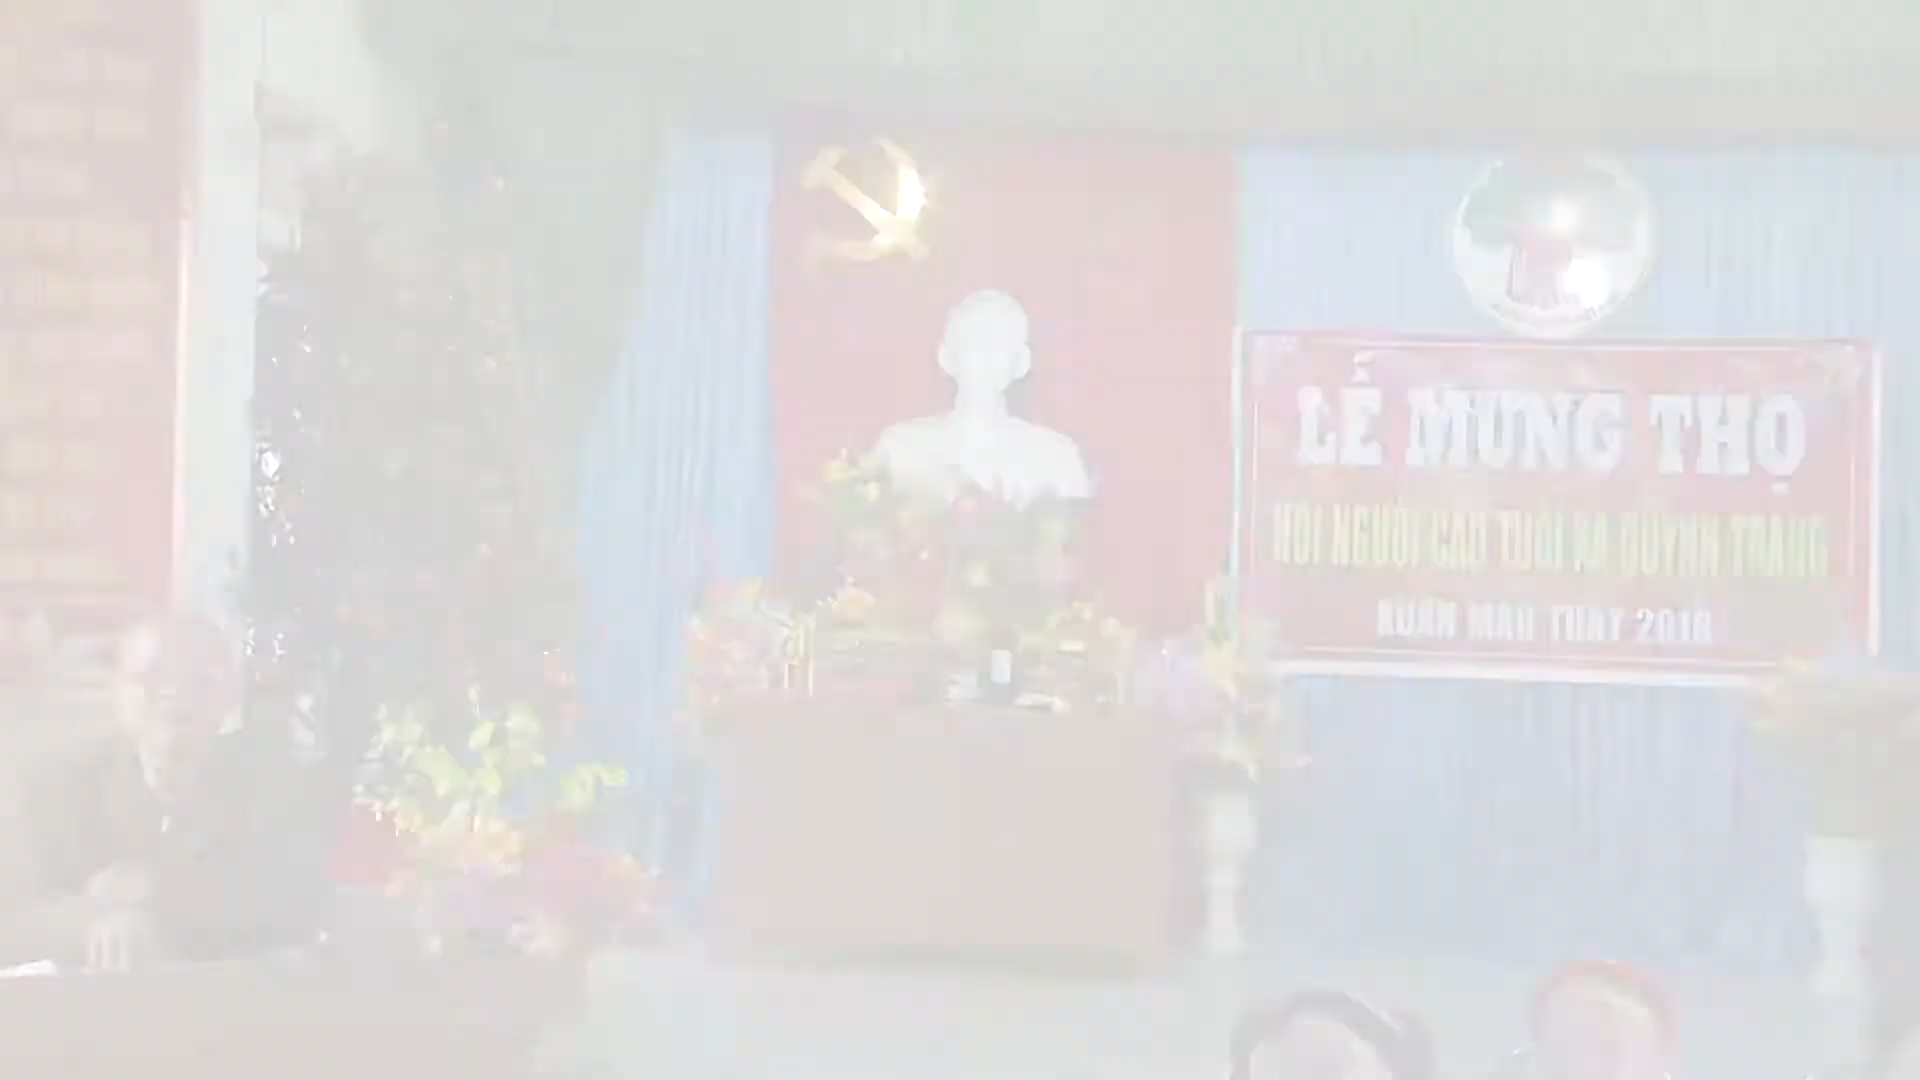 LỄ MỪNG THỌ
HỘI NGƯỜI CAO TUỔI XÃ QUỲNH TRANG
XUÂN MẬU TUẤT 2018